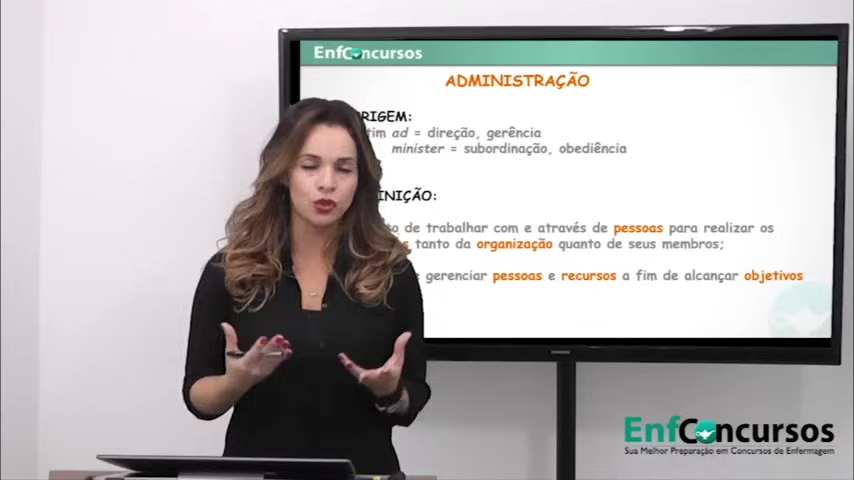 EnfConcursos
ADMINISTRAÇÃO
RIGEM:
tim ad = direção, gerência
minister = subordinação, obediência
INIÇÃO:
to de trabalhar com e através de pessoas para realizar os
s tanto da organização quanto de seus membros;
e gerenciar pessoas e recursos a fim de alcançar objetivos
EnfConcursos
Sua Melhor Preparação em Concursos de Enfermagem